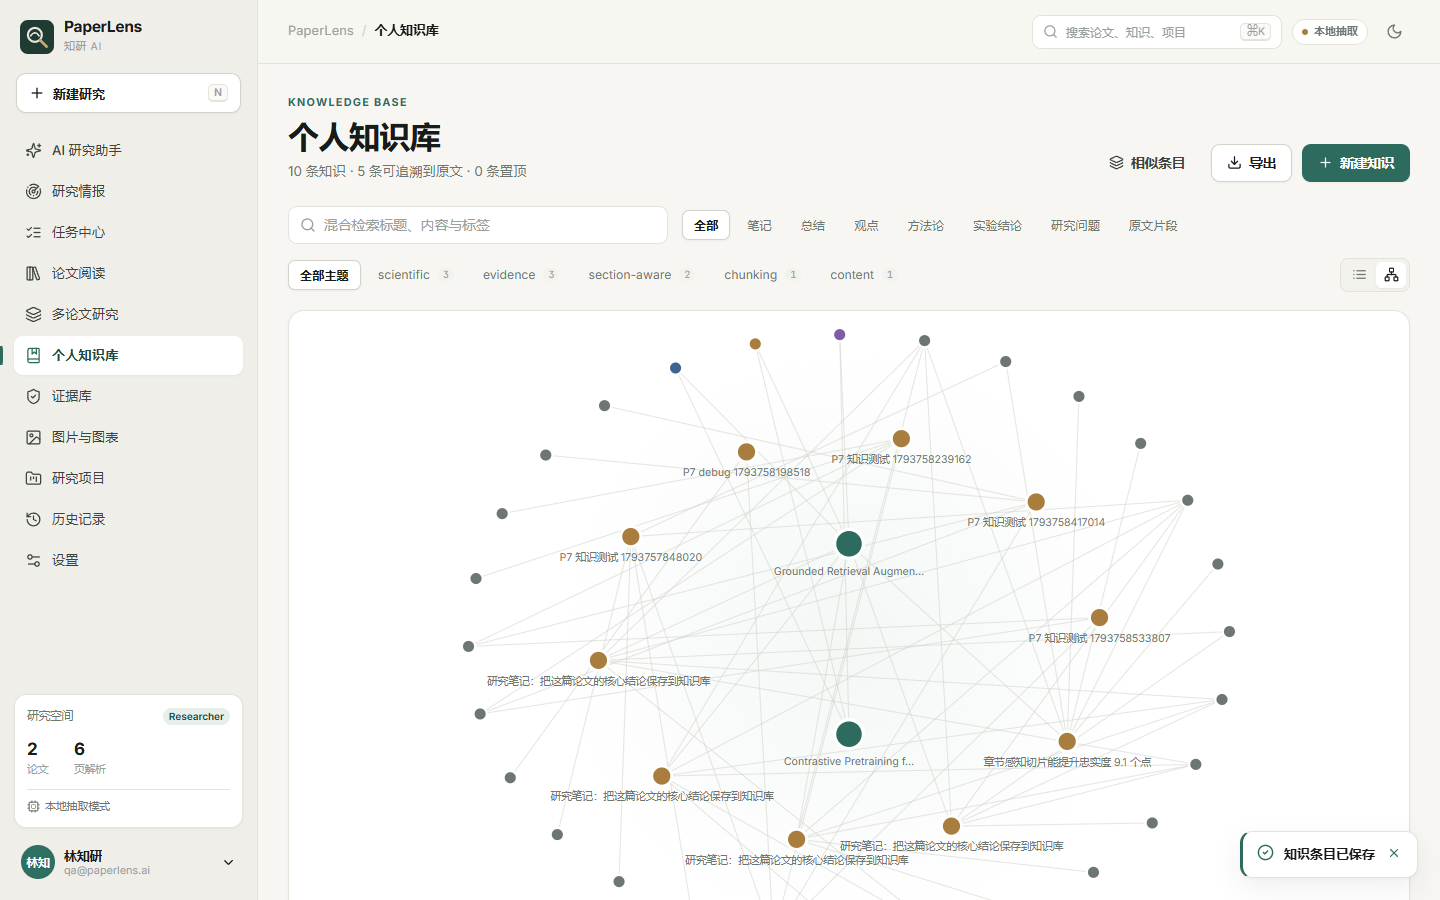 PaperLens
知研 AI
新建研究 N
AI 研究助手
研究情报
任务中心
论文阅读
多论文研究
个人知识库
证据库
图片与图表
研究项目
历史记录
设置
研究空间 Researcher
2 6
论文 页解析
本地抽取模式
林知 林知研
qa@paperlens.ai
PaperLens / 个人知识库
搜索论文、知识、项目 ⌘K
本地抽取
KNOWLEDGE BASE
个人知识库
10 条知识 · 5 条可追溯到原文 · 0 条置顶
相似条目 导出 新建知识
混合检索标题、内容与标签
全部 笔记 总结 观点 方法论 实验结论 研究问题 原文片段
全部主题 scientific 3 evidence 3 section-aware 2 chunking 1 content 1
P7 知识测试 1793758239162
P7 debug 1793758198518
P7 知识测试 1793758417014
P7 知识测试 1793757848020
Grounded Retrieval Augmen...
P7 知识测试 1793758533807
研究笔记：把这篇论文的核心结论保存到知识库
Contrastive Pretraining f...
章节感知切片能提升忠实度 9.1 个点
研究笔记：把这篇论文的核心结论保存到知识库
研究笔记：把这篇论文的核心结论保存到知识库
研究笔记：把这篇论文的核心结论保存到知识库
知识条目已保存